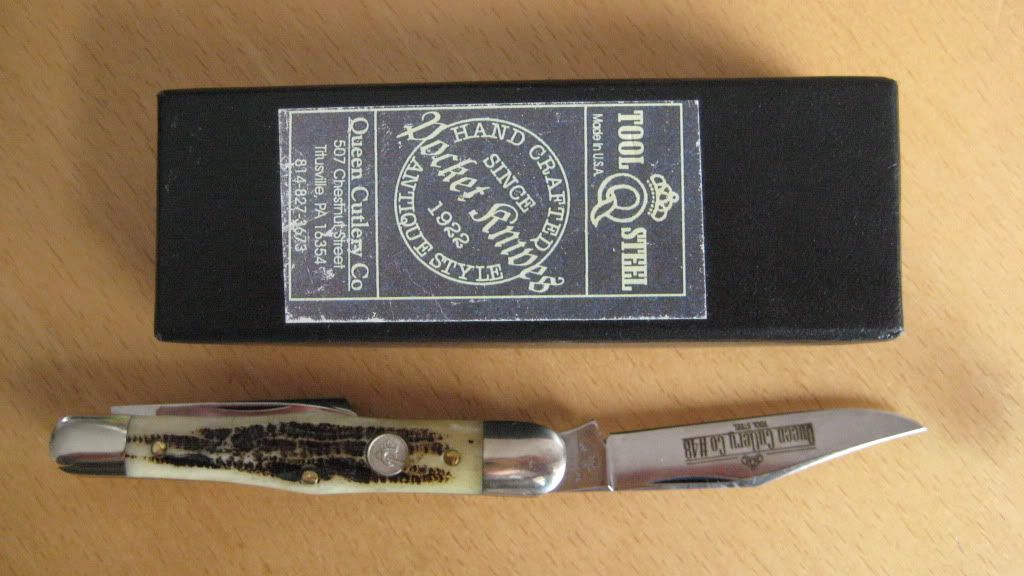 TOOL Q STEEL
Made in U.S.A.
HAND CRAFTED
SINCE
Pocket Knives
1922
ANTIQUE STYLE
Queen Cutlery Co
507 Chestnut Street
Titusville, PA 16354
814-827-3673
Queen Cutlery Co #48
TOOL STEEL